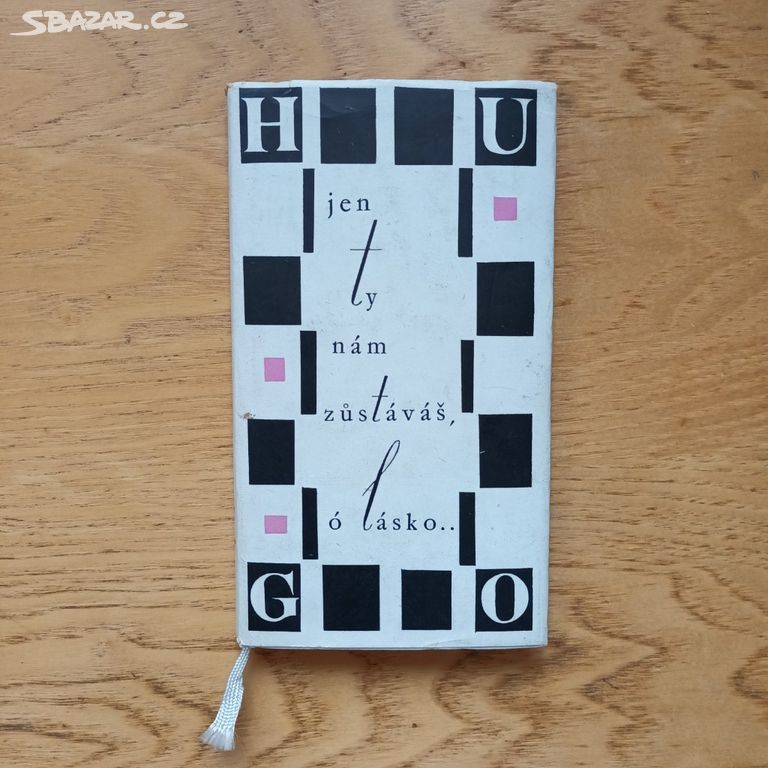 SBAZAR.CZ
H U
jen
ty
nám
zůstáváš,
ó lásko..
G O